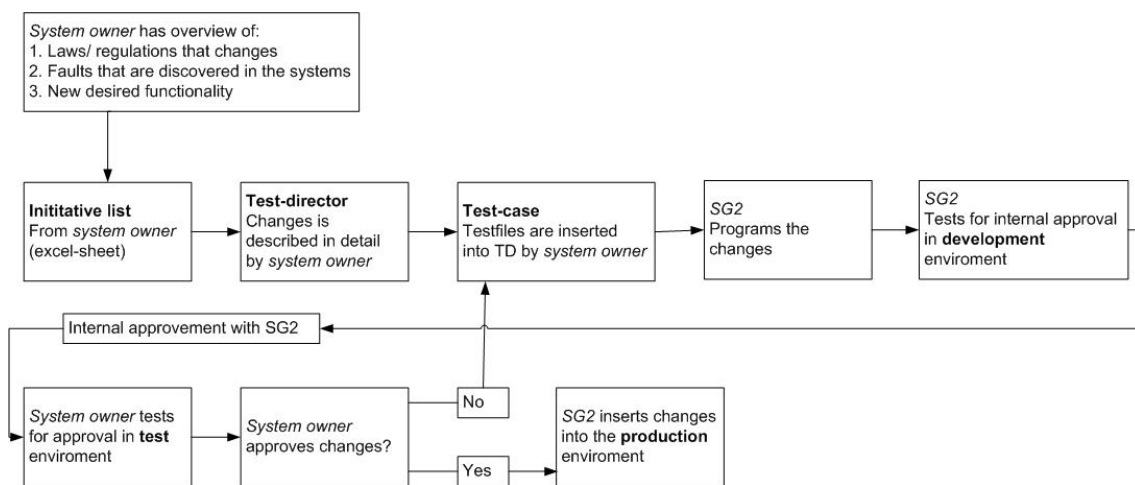 System owner has overview of:
1. Laws/ regulations that changes
2. Faults that are discovered in the systems
3. New desired functionality
Inititative list
From system owner
(excel-sheet)
Test-director
Changes is
described in detail
by system owner
Test-case
Testfiles are inserted
into TD by system owner
SG2
Programs the
changes
SG2
Tests for internal approval
in development
enviroment
Internal approvement with SG2
System owner tests
for approval in test
enviroment
System owner
approves changes?
No
Yes
SG2 inserts changes
into the production
enviroment